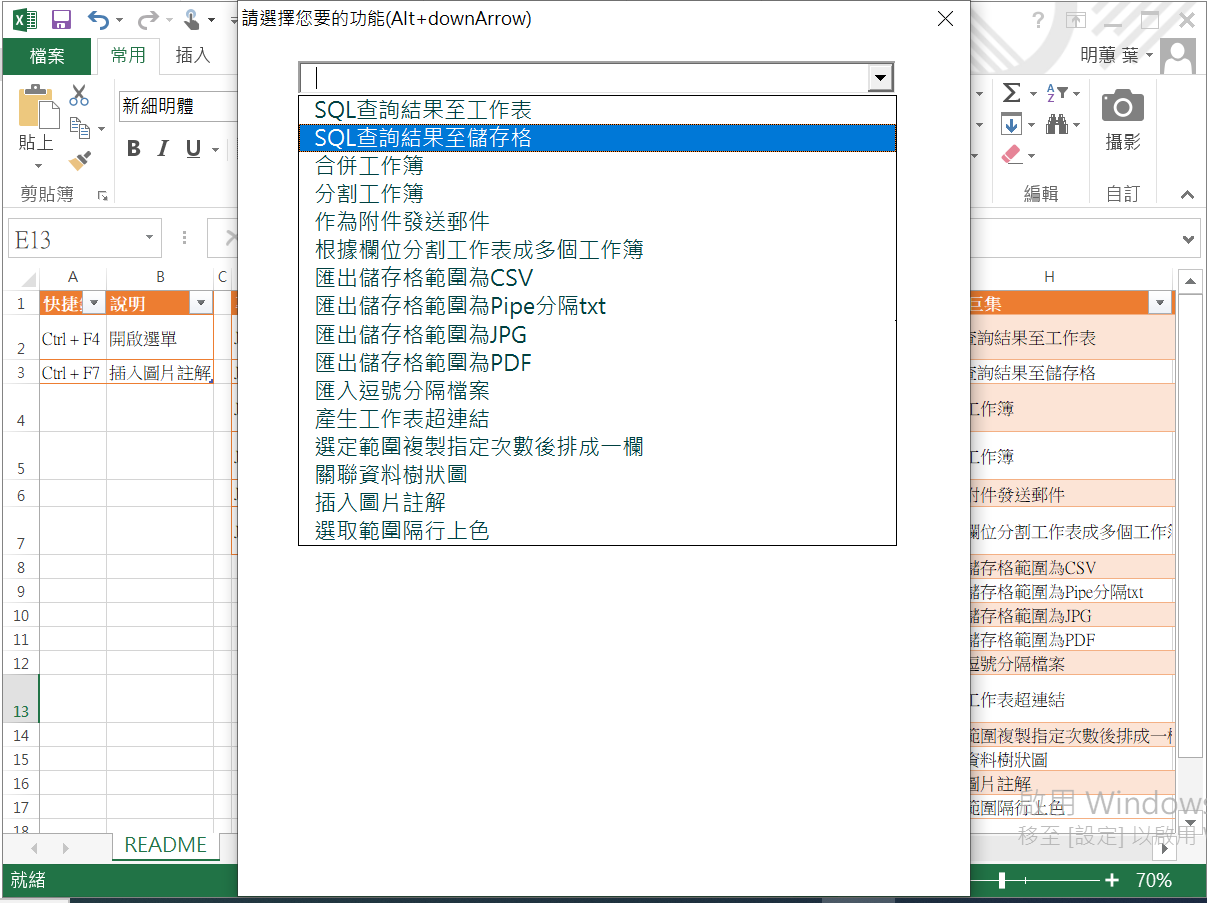 請選擇您要的功能(Alt+downArrow)
明蕙 葉
檔案
常用
插入
貼上
新細明體
B I U
剪貼簿
攝影
編輯
自訂
SQL查詢結果至工作表
SQL查詢結果至儲存格
合併工作簿
分割工作簿
作為附件發送郵件
根據欄位分割工作表成多個工作簿
匯出儲存格範圍為CSV
匯出儲存格範圍為Pipe分隔txt
匯出儲存格範圍為JPG
匯出儲存格範圍為PDF
匯入逗號分隔檔案
產生工作表超連結
選定範圍複製指定次數後排成一欄
關聯資料樹狀圖
插入圖片註解
選取範圍隔行上色
E13
A B C H
1 快捷 說明 巨集
2 Ctrl + F4 開啟選單 查詢結果至工作表
3 Ctrl + F7 插入圖片註解 查詢結果至儲存格
4 工作簿
5 工作簿
6 附件發送郵件
7 欄位分割工作表成多個工作簿
8 儲存格範圍為CSV
9 儲存格範圍為Pipe分隔txt
10 儲存格範圍為JPG
11 儲存格範圍為PDF
12 逗號分隔檔案
13 工作表超連結
14 範圍複製指定次數後排成一
15 資料樹狀圖
16 圖片註解
17 範圍隔行上色
18
啟用 Windows
移至 [設定] 以啟用
README
就緒
70%